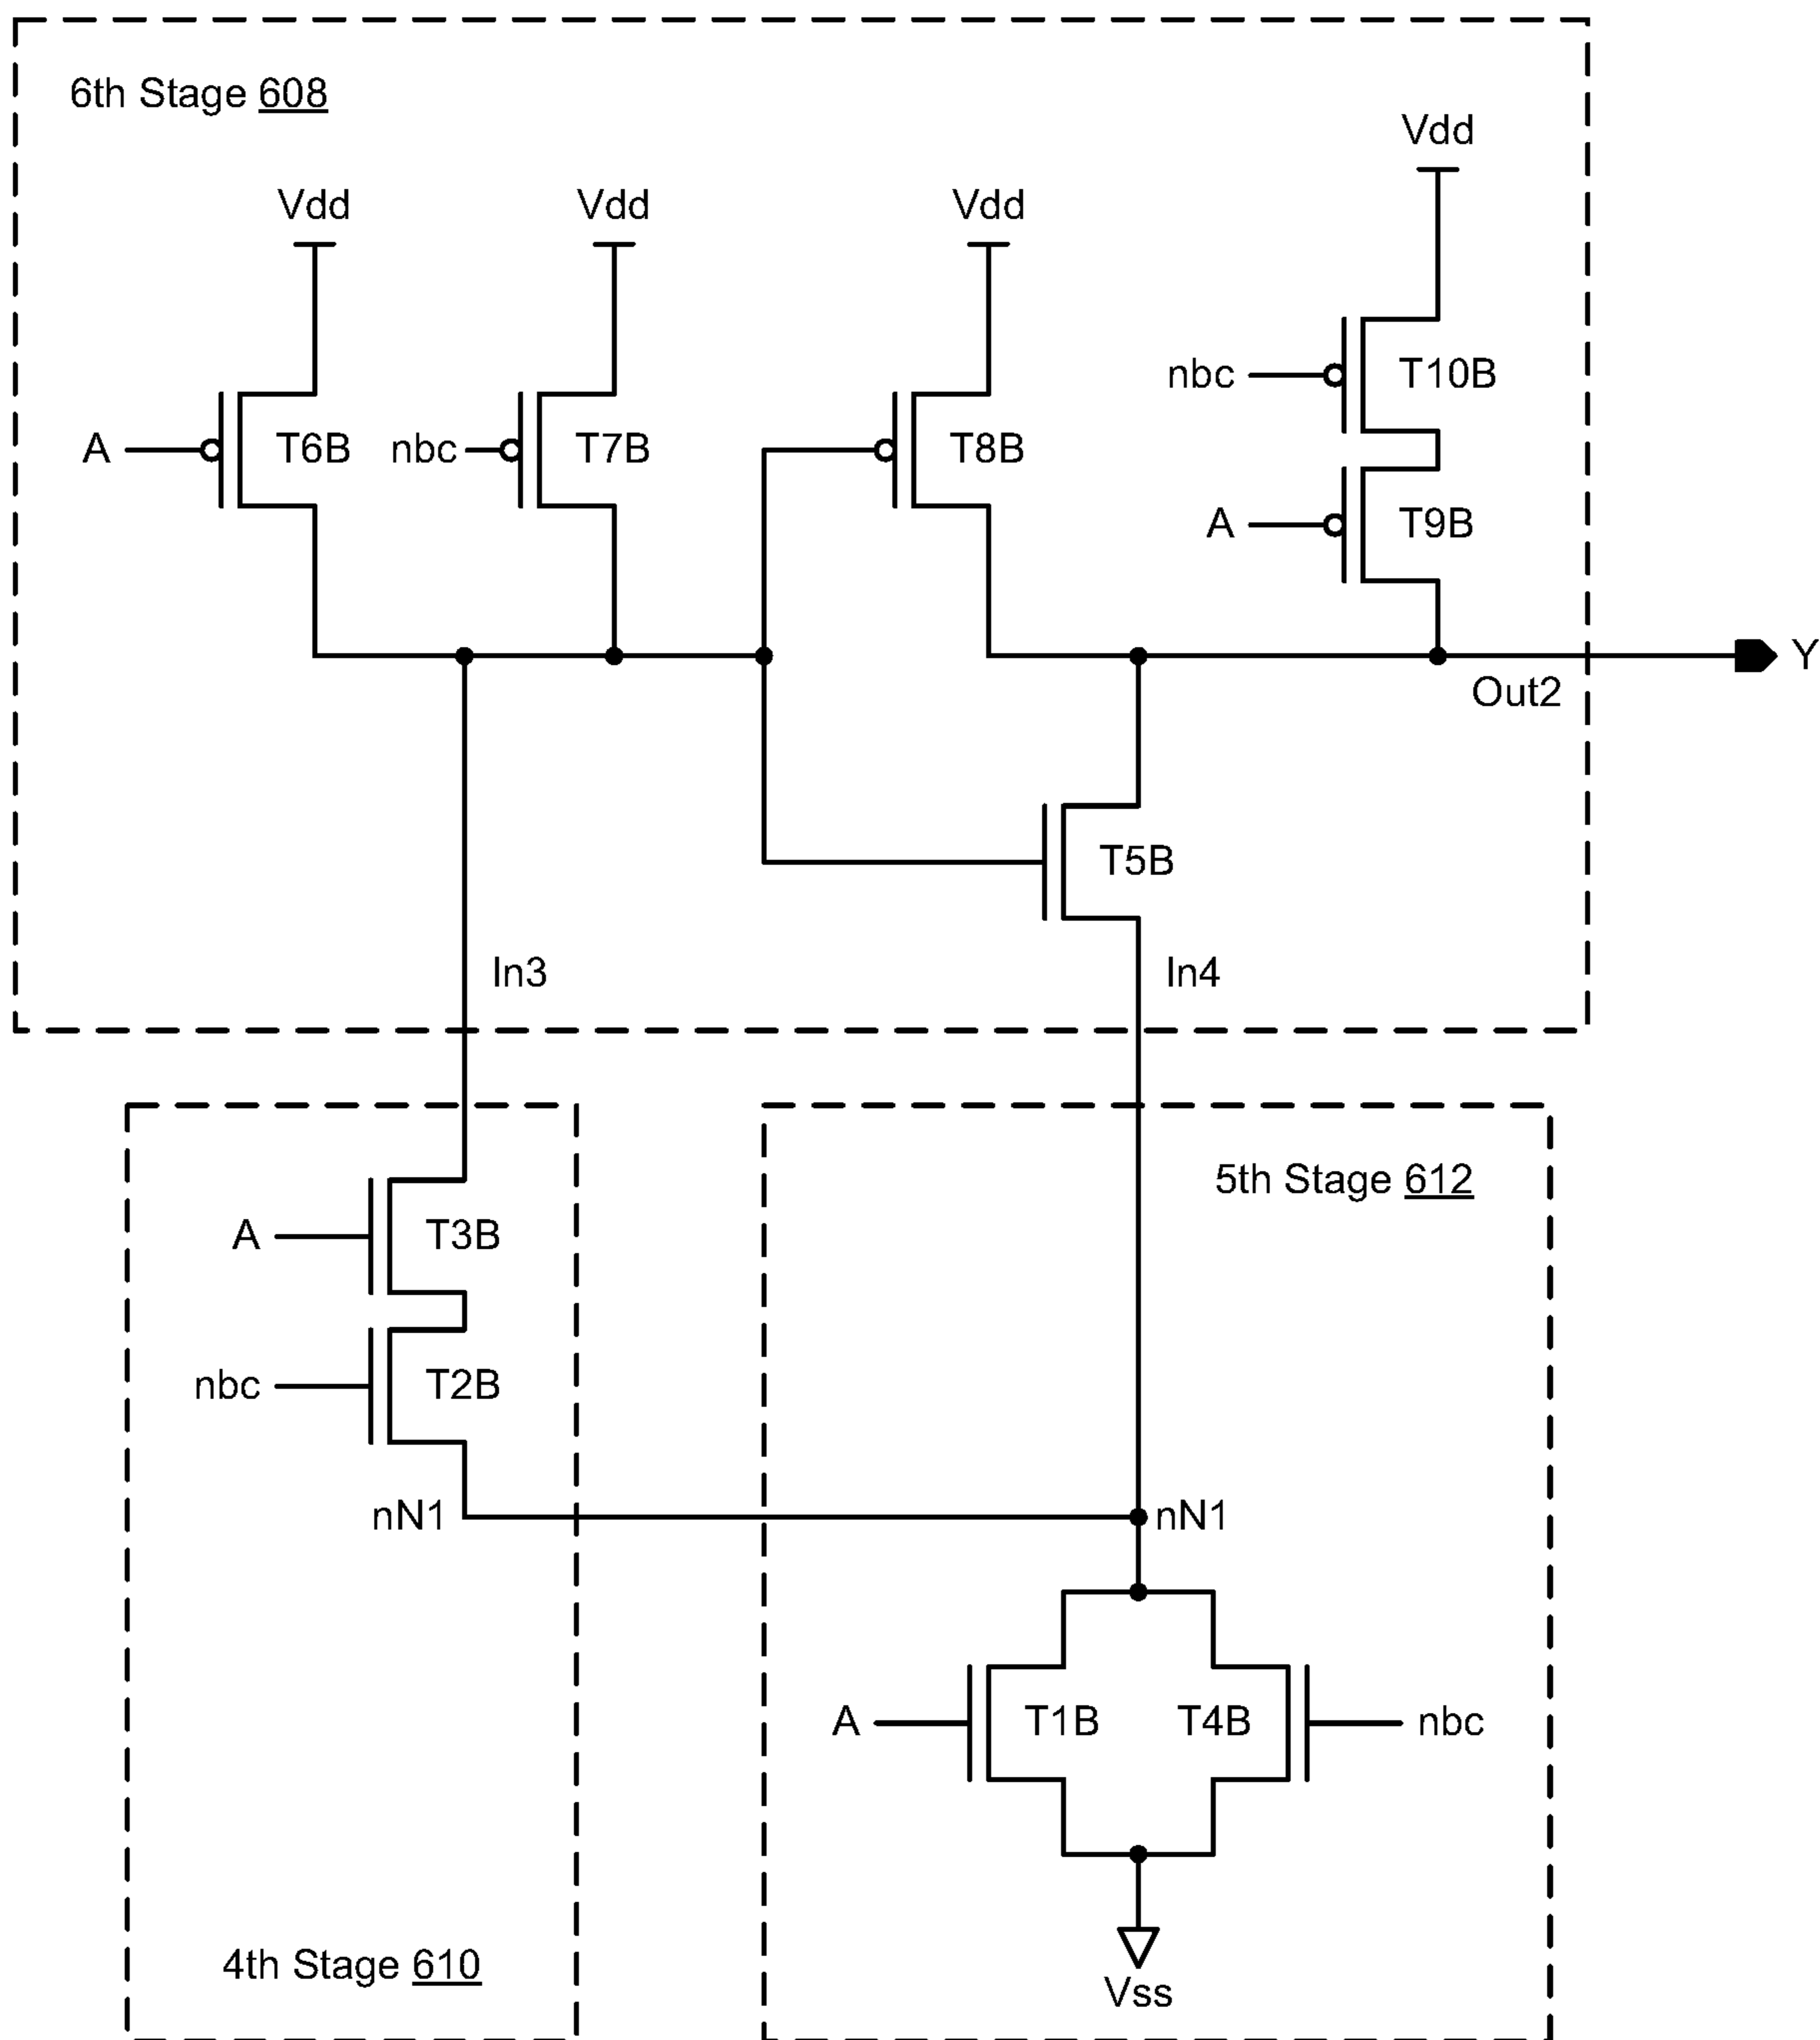 6th Stage 608
Vdd
Vdd
Vdd
Vdd
nbc
T10B
A
T6B
nbc
T7B
T8B
A
T9B
Y
Out2
T5B
In3
In4
5th Stage 612
A
T3B
nbc
T2B
nN1
nN1
A
T1B
T4B
nbc
4th Stage 610
Vss